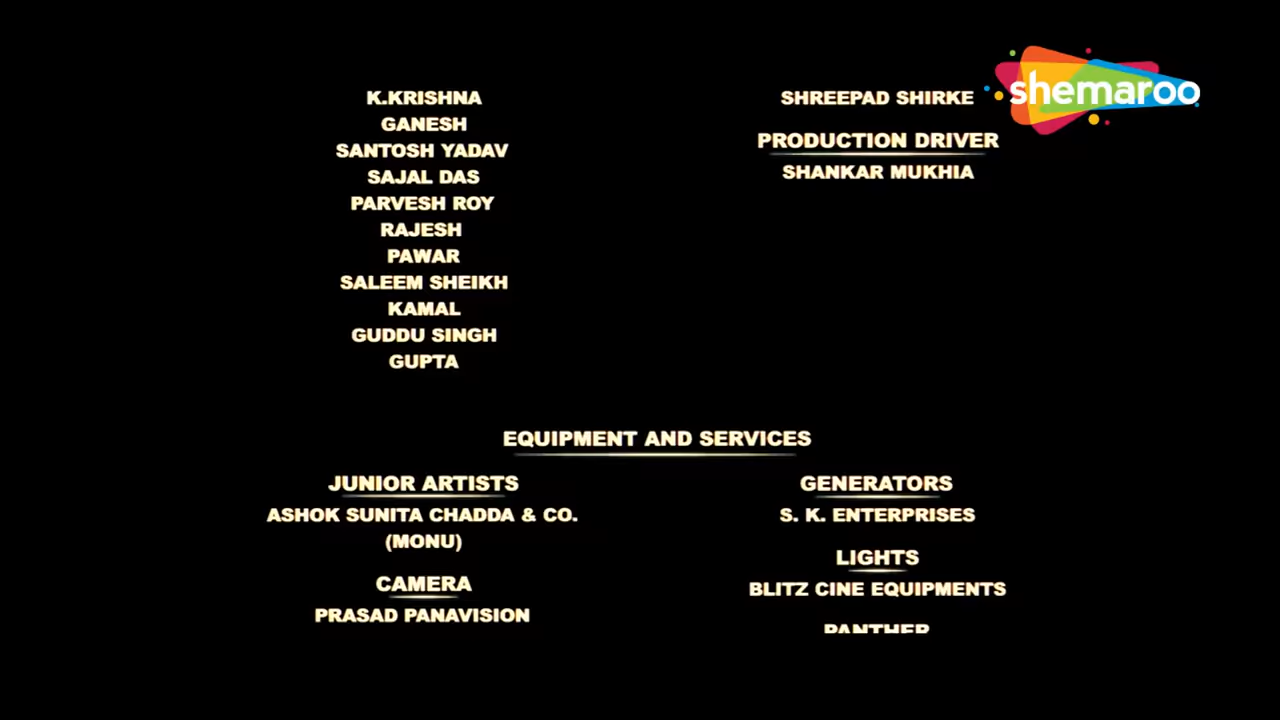 K.KRISHNA
GANESH
SANTOSH YADAV
SAJAL DAS
PARVESH ROY
RAJESH
PAWAR
SALEEM SHEIKH
KAMAL
GUDDU SINGH
GUPTA
SHREEPAD SHIRKE
PRODUCTION DRIVER
SHANKAR MUKHIA
shemaroo
EQUIPMENT AND SERVICES
JUNIOR ARTISTS
ASHOK SUNITA CHADDA & CO.
(MONU)
CAMERA
PRASAD PANAVISION
GENERATORS
S. K. ENTERPRISES
LIGHTS
BLITZ CINE EQUIPMENTS
PANTHER